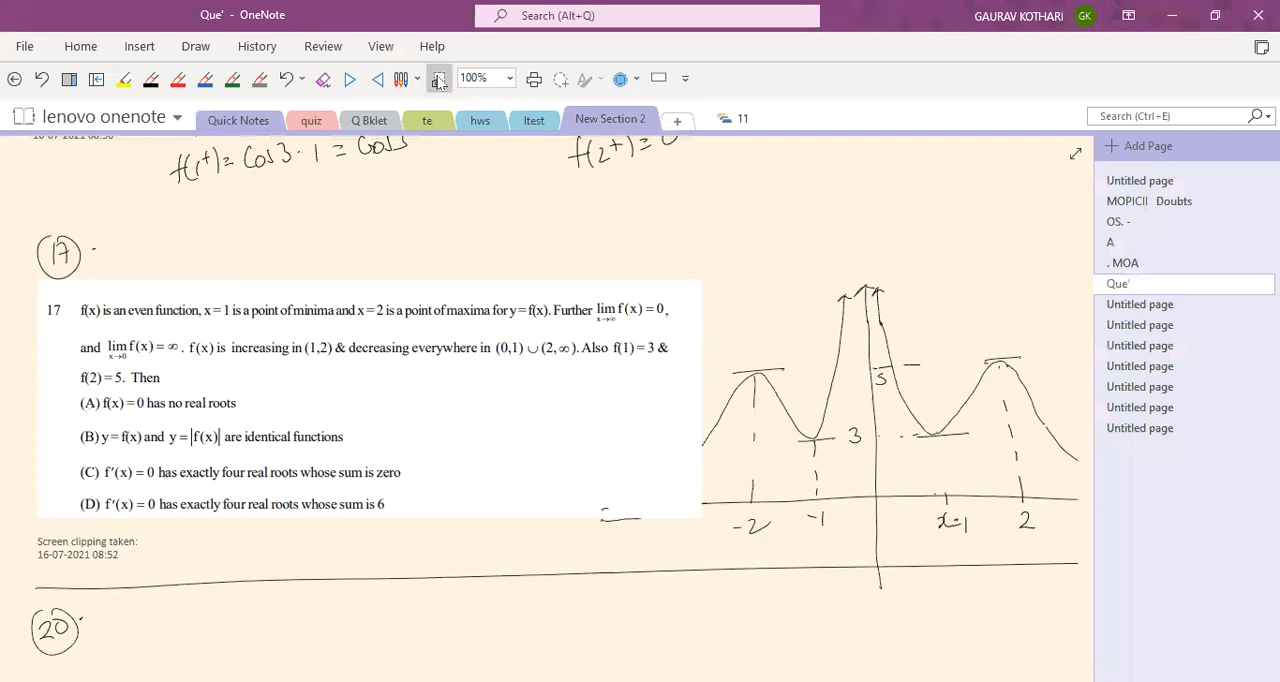 Que' - OneNote
Search (Alt+Q)
GAURAV KOTHARI
GK
File Home Insert Draw History Review View Help
100%
lenovo onenote
Quick Notes quiz Q Bklet te hws ltest New Section 2 +
11
Search (Ctrl+E)
16-07-2021 08:50
f(1⁺) = Cos3 · 1 = Cos3
f(2⁺) = 0
17
17 f(x) is an even function, x = 1 is a point of minima and x = 2 is a point of maxima for y = f(x). Further lim x→∞ f(x) = 0,
and lim x→0 f(x) = ∞ . f(x) is increasing in (1,2) & decreasing everywhere in (0,1) ∪ (2,∞). Also f(1) = 3 &
f(2) = 5. Then
(A) f(x) = 0 has no real roots
(B) y = f(x) and y = |f(x)| are identical functions
(C) f′(x) = 0 has exactly four real roots whose sum is zero
(D) f′(x) = 0 has exactly four real roots whose sum is 6
5
3
-2 -1 x=1 2
Screen clipping taken:
16-07-2021 08:52
20
Add Page
Untitled page
MOPICII Doubts
OS. -
A
. MOA
Que'
Untitled page
Untitled page
Untitled page
Untitled page
Untitled page
Untitled page
Untitled page